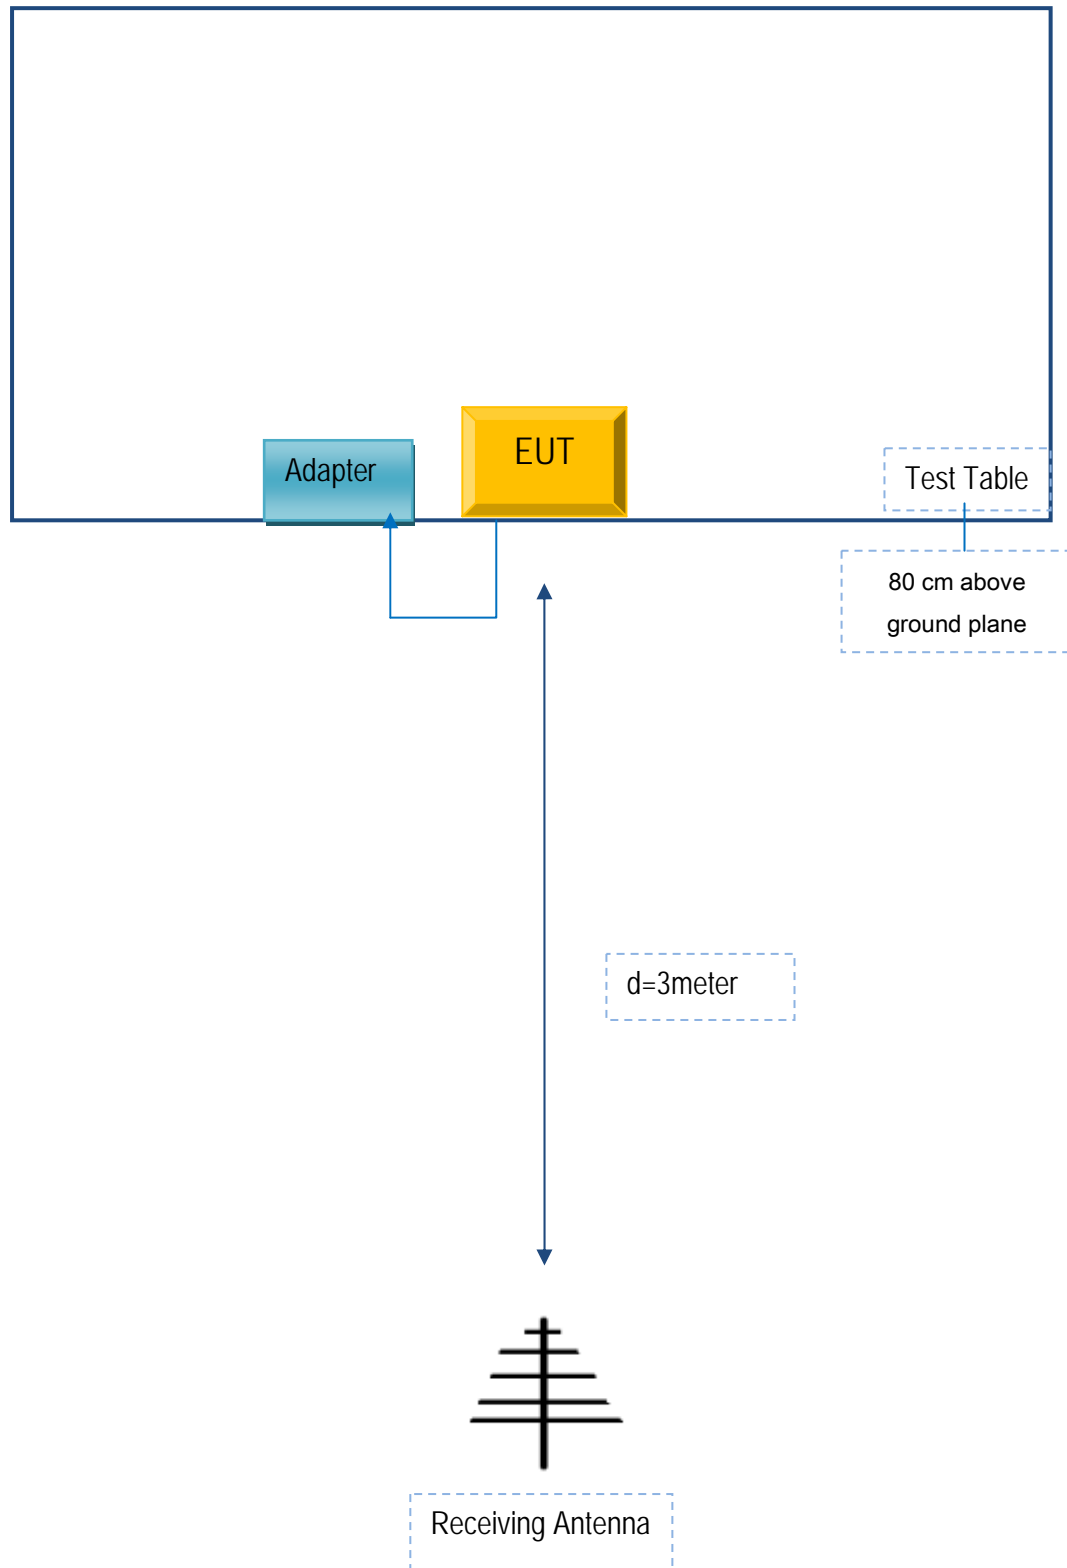 EUT
Adapter
Test Table
80 cm above
ground plane
d=3meter
Receiving Antenna